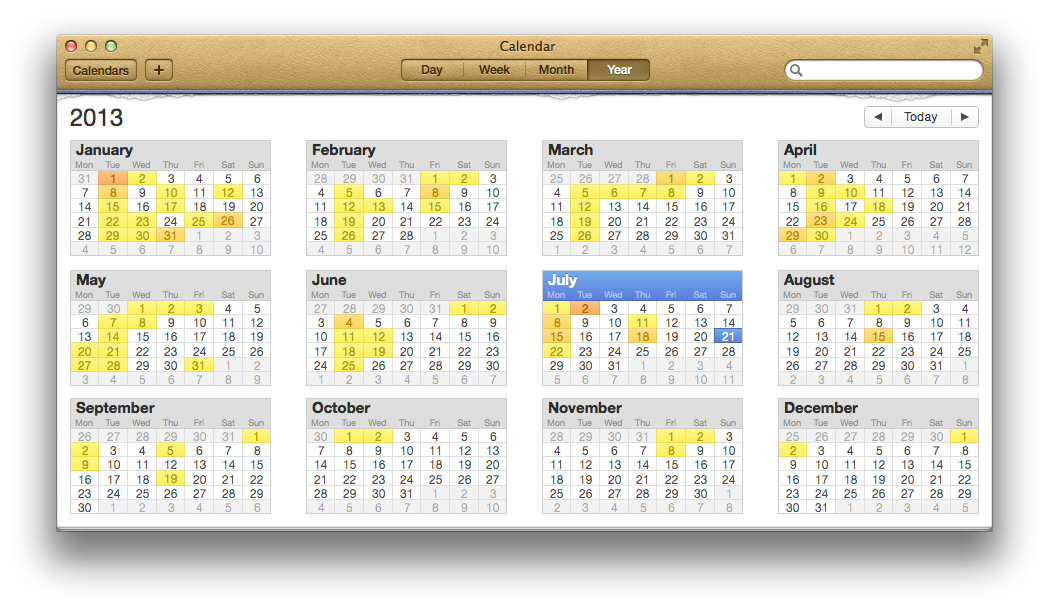 Calendar
Calendars + Day Week Month Year
2013 ◀ Today ▶
January
Mon Tue Wed Thu Fri Sat Sun
31 1 2 3 4 5 6
7 8 9 10 11 12 13
14 15 16 17 18 19 20
21 22 23 24 25 26 27
28 29 30 31 1 2 3
4 5 6 7 8 9 10
February
Mon Tue Wed Thu Fri Sat Sun
28 29 30 31 1 2 3
4 5 6 7 8 9 10
11 12 13 14 15 16 17
18 19 20 21 22 23 24
25 26 27 28 1 2 3
4 5 6 7 8 9 10
March
Mon Tue Wed Thu Fri Sat Sun
25 26 27 28 1 2 3
4 5 6 7 8 9 10
11 12 13 14 15 16 17
18 19 20 21 22 23 24
25 26 27 28 29 30 31
1 2 3 4 5 6 7
April
Mon Tue Wed Thu Fri Sat Sun
1 2 3 4 5 6 7
8 9 10 11 12 13 14
15 16 17 18 19 20 21
22 23 24 25 26 27 28
29 30 1 2 3 4 5
6 7 8 9 10 11 12
May
Mon Tue Wed Thu Fri Sat Sun
29 30 1 2 3 4 5
6 7 8 9 10 11 12
13 14 15 16 17 18 19
20 21 22 23 24 25 26
27 28 29 30 31 1 2
3 4 5 6 7 8 9
June
Mon Tue Wed Thu Fri Sat Sun
27 28 29 30 31 1 2
3 4 5 6 7 8 9
10 11 12 13 14 15 16
17 18 19 20 21 22 23
24 25 26 27 28 29 30
1 2 3 4 5 6 7
July
Mon Tue Wed Thu Fri Sat Sun
1 2 3 4 5 6 7
8 9 10 11 12 13 14
15 16 17 18 19 20 21
22 23 24 25 26 27 28
29 30 31 1 2 3 4
5 6 7 8 9 10 11
August
Mon Tue Wed Thu Fri Sat Sun
29 30 31 1 2 3 4
5 6 7 8 9 10 11
12 13 14 15 16 17 18
19 20 21 22 23 24 25
26 27 28 29 30 31 1
2 3 4 5 6 7 8
September
Mon Tue Wed Thu Fri Sat Sun
26 27 28 29 30 31 1
2 3 4 5 6 7 8
9 10 11 12 13 14 15
16 17 18 19 20 21 22
23 24 25 26 27 28 29
30 1 2 3 4 5 6
October
Mon Tue Wed Thu Fri Sat Sun
30 1 2 3 4 5 6
7 8 9 10 11 12 13
14 15 16 17 18 19 20
21 22 23 24 25 26 27
28 29 30 31 1 2 3
4 5 6 7 8 9 10
November
Mon Tue Wed Thu Fri Sat Sun
28 29 30 31 1 2 3
4 5 6 7 8 9 10
11 12 13 14 15 16 17
18 19 20 21 22 23 24
25 26 27 28 29 30 1
2 3 4 5 6 7 8
December
Mon Tue Wed Thu Fri Sat Sun
25 26 27 28 29 30 1
2 3 4 5 6 7 8
9 10 11 12 13 14 15
16 17 18 19 20 21 22
23 24 25 26 27 28 29
30 31 1 2 3 4 5